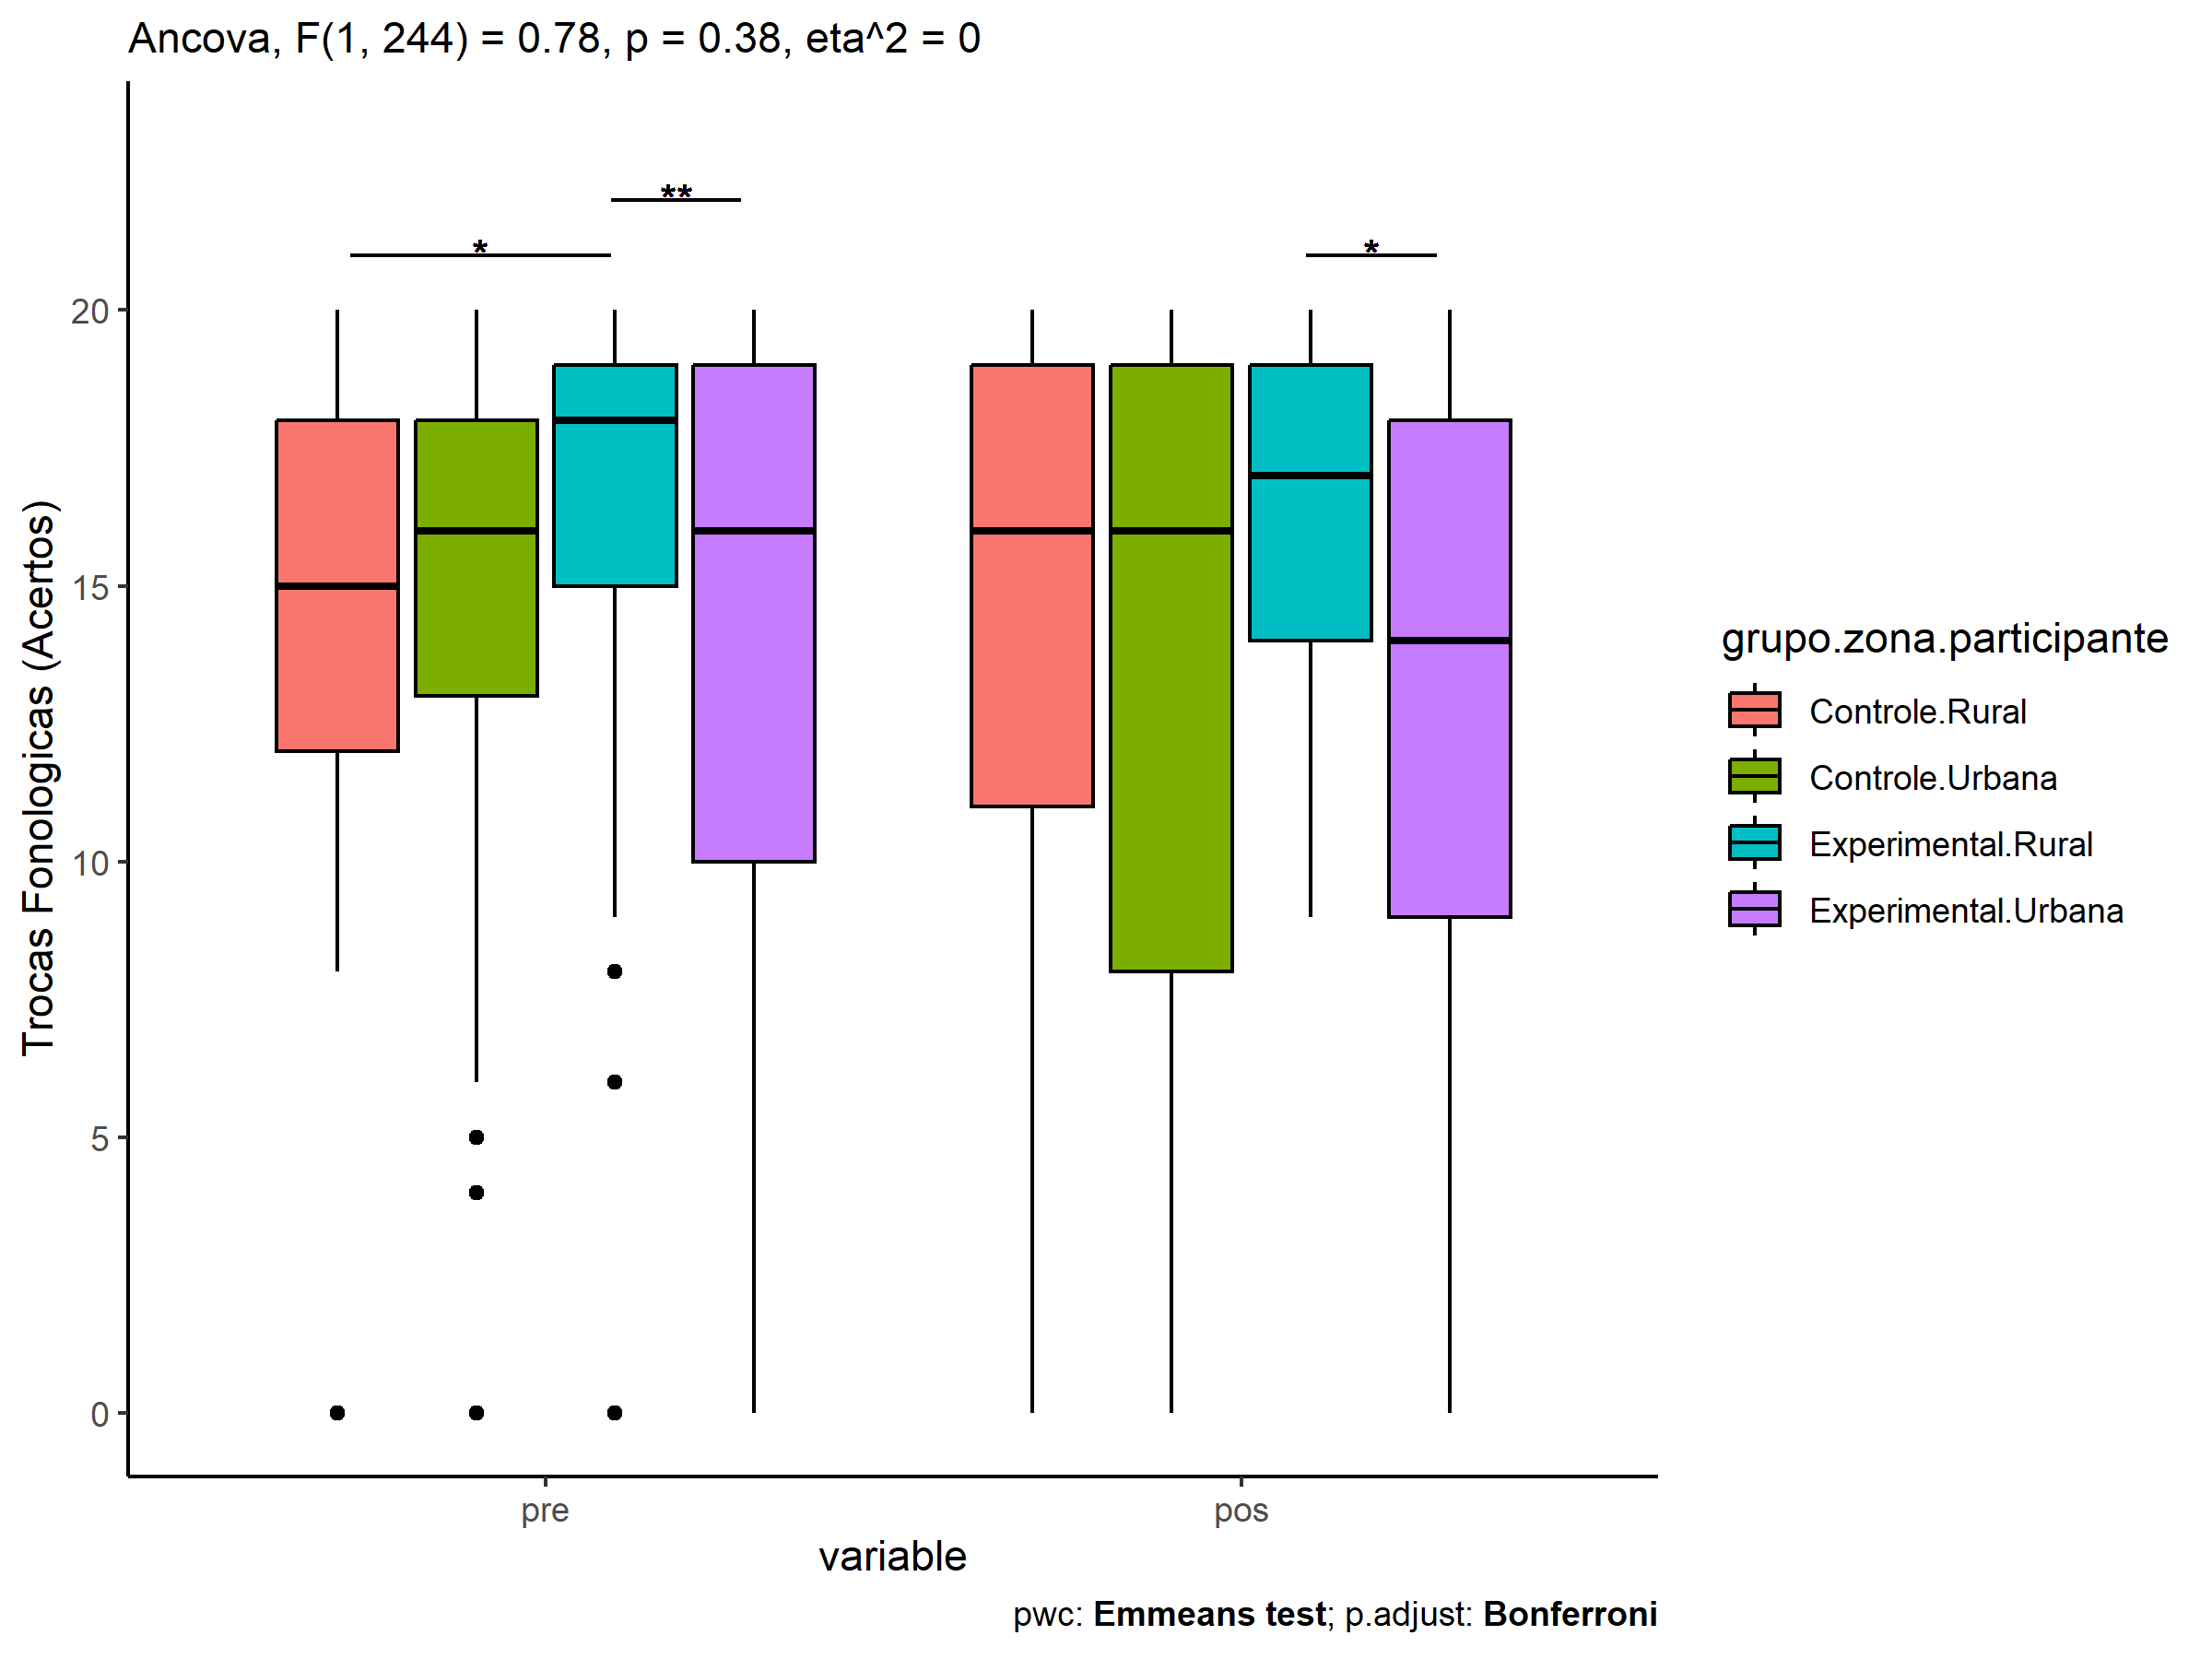 Ancova, F(1, 244) = 0.78, p = 0.38, eta^2 = 0
**
*
*
Trocas Fonologicas (Acertos)
20
15
10
5
0
pre
pos
variable
grupo.zona.participante
Controle.Rural
Controle.Urbana
Experimental.Rural
Experimental.Urbana
pwc: Emmeans test; p.adjust: Bonferroni